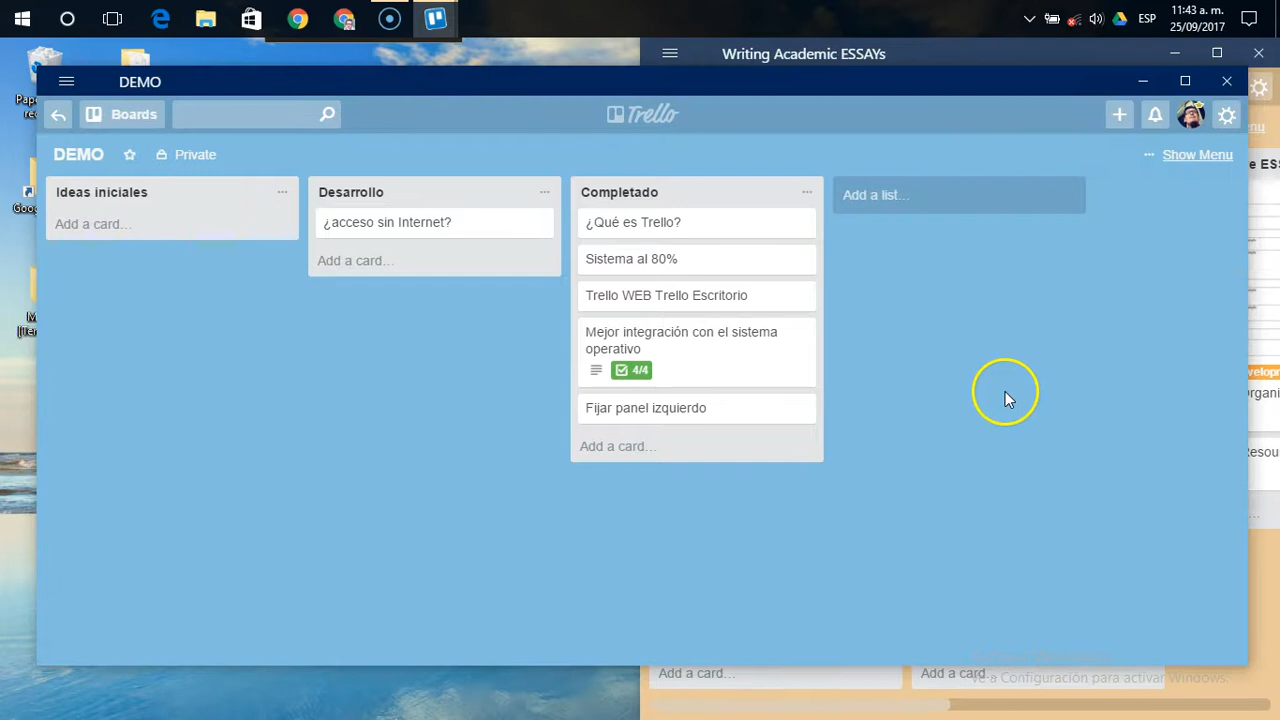 11:43 a. m.
ESP
25/09/2017
Writing Academic ESSAYs
DEMO
Boards
Trello
DEMO
Private
Show Menu
Ideas iniciales
Add a card...
Desarrollo
¿acceso sin Internet?
Add a card...
Completado
¿Qué es Trello?
Sistema al 80%
Trello WEB Trello Escritorio
Mejor integración con el sistema
operativo
4/4
Fijar panel izquierdo
Add a card...
Add a list...
Add a card...
Add a card...
Ve a Configuración para activar Windows.